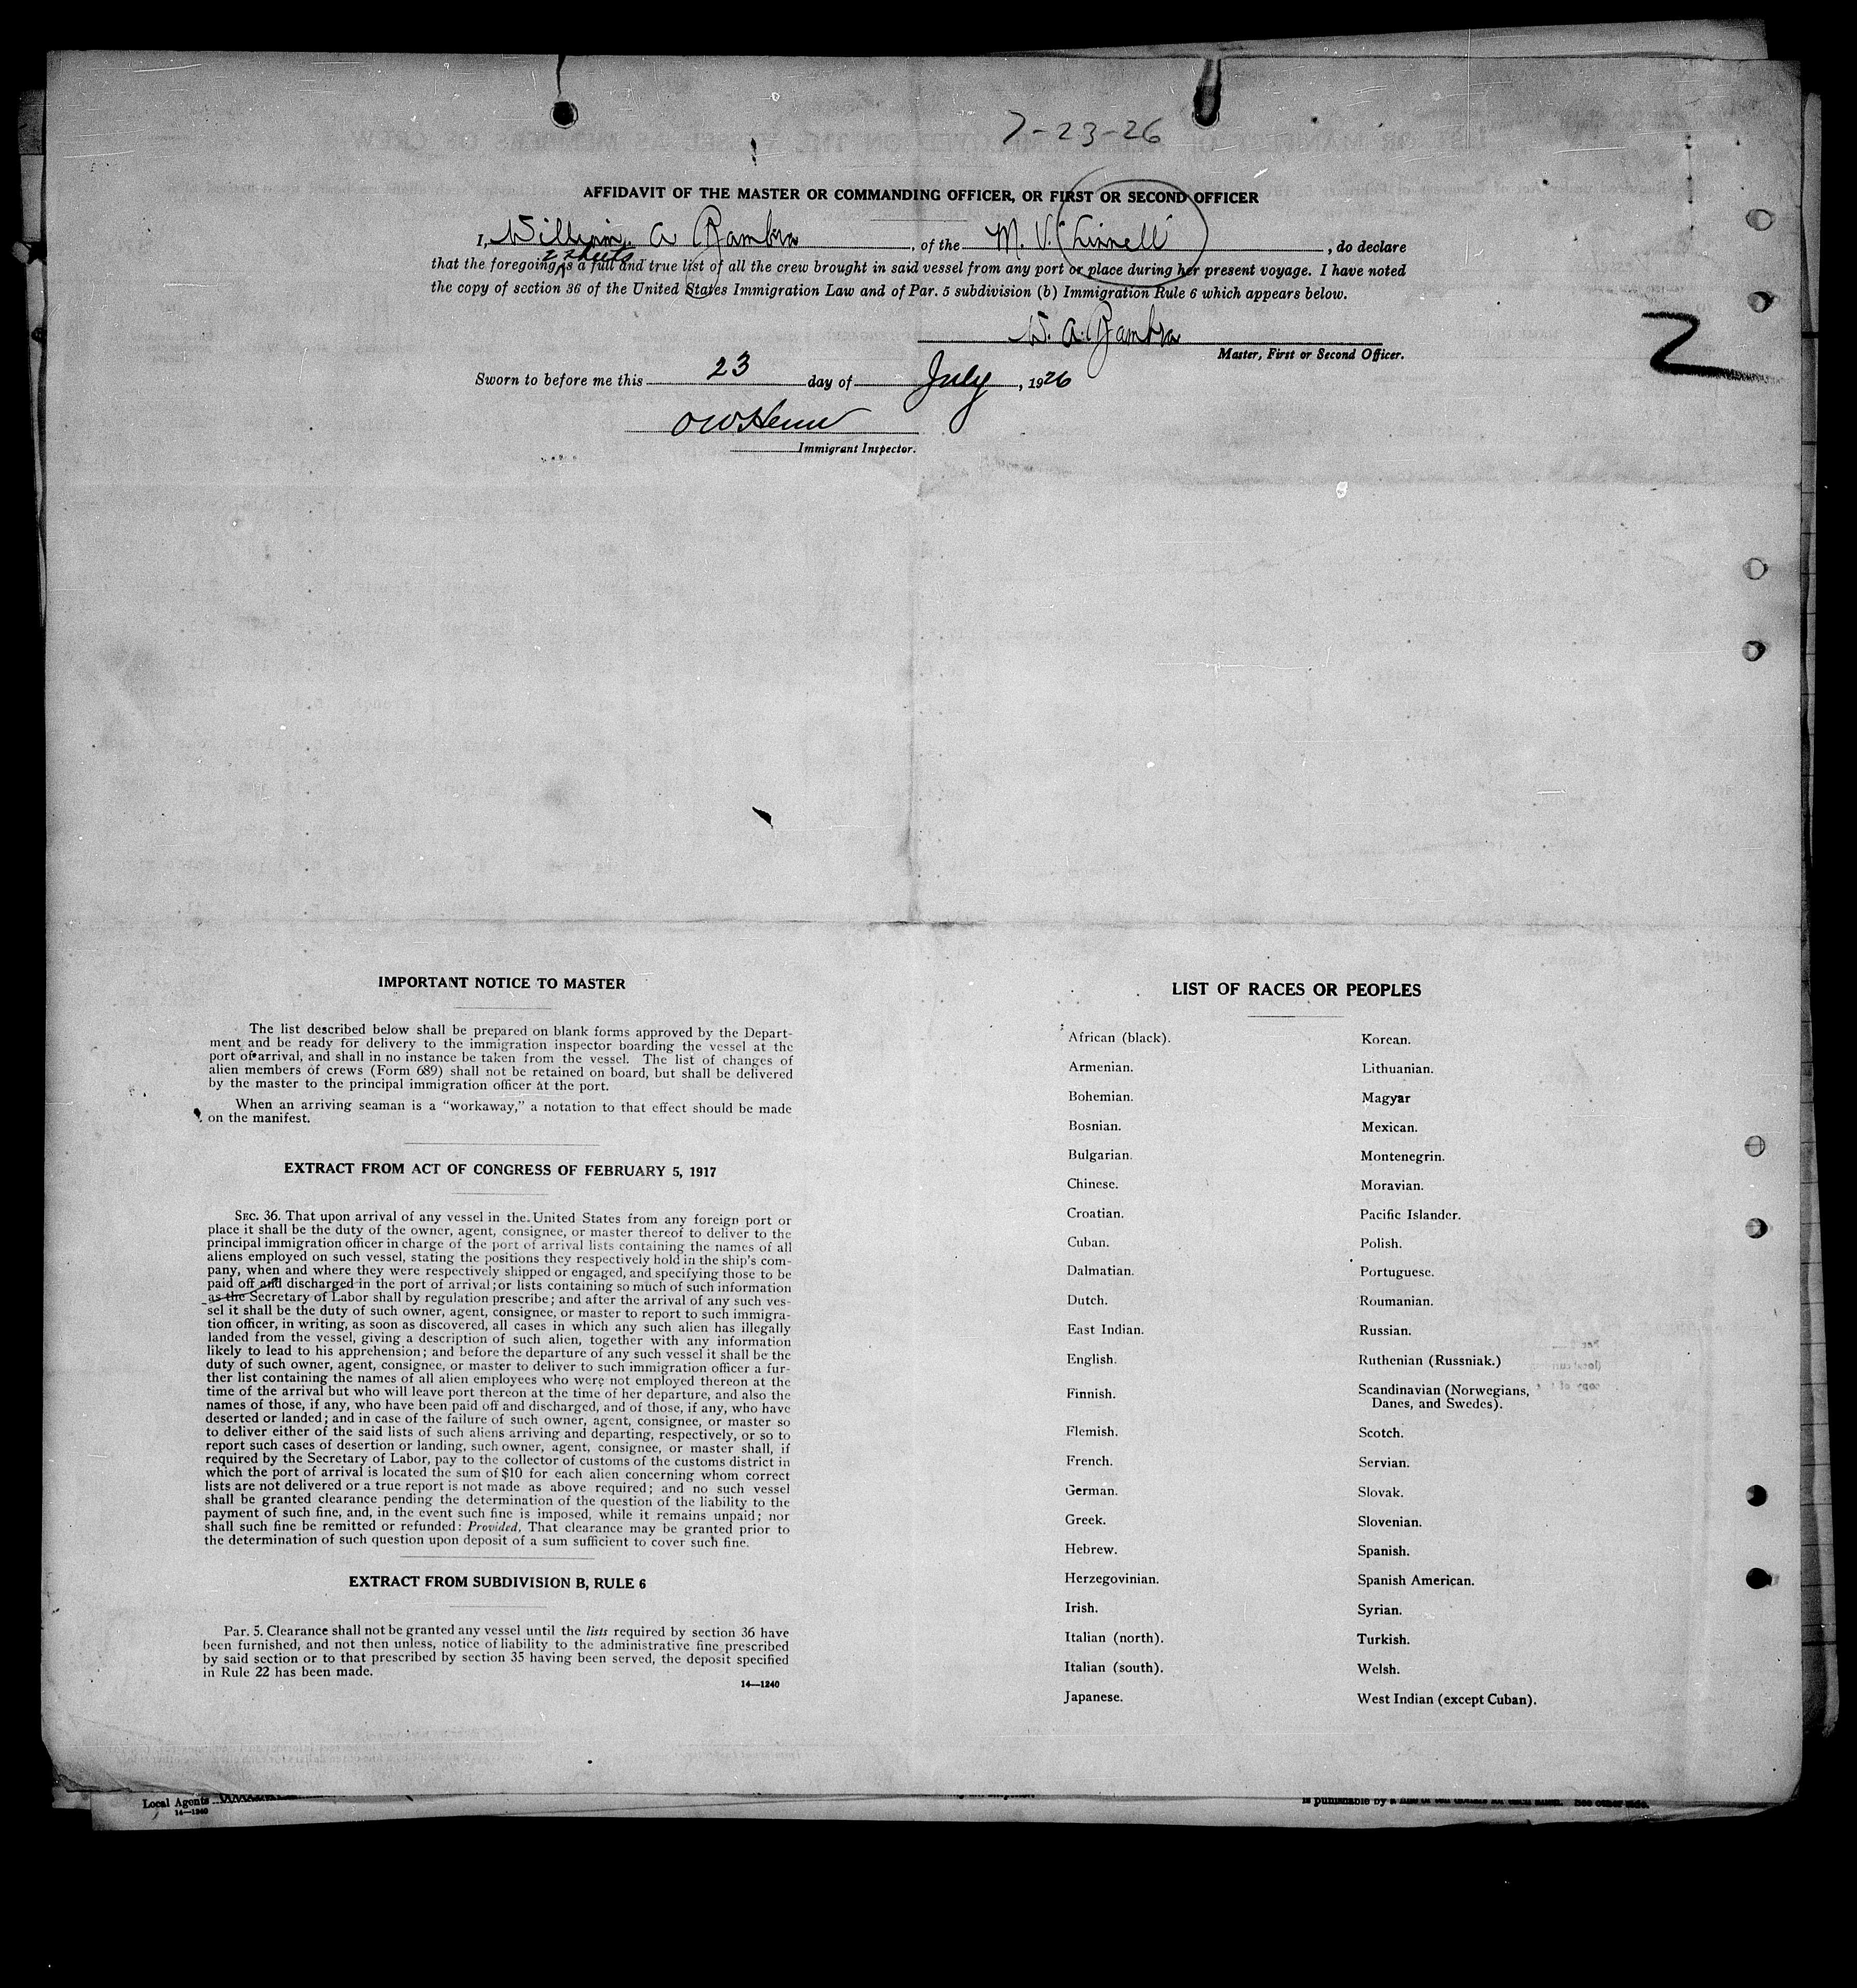 7-23-26
AFFIDAVIT OF THE MASTER OR COMMANDING OFFICER, OR FIRST OR SECOND OFFICER
I, William A , of the M. V. , do declare
2 sheets
that the foregoing is a full and true list of all the crew brought in said vessel from any port or place during her present voyage. I have noted
the copy of section 36 of the United States Immigration Law and of Par. 5 subdivision (b) Immigration Rule 6 which appears below.
W. A.
Master, First or Second Officer.
2
Sworn to before me this 23 day of July, 1926
Immigrant Inspector.
IMPORTANT NOTICE TO MASTER
The list described below shall be prepared on blank forms approved by the Depart-
ment and be ready for delivery to the immigration inspector boarding the vessel at the
port of arrival, and shall in no instance be taken from the vessel. The list of changes of
alien members of crews (Form 689) shall not be retained on board, but shall be delivered
by the master to the principal immigration officer at the port.
When an arriving seaman is a "workaway," a notation to that effect should be made
on the manifest.
EXTRACT FROM ACT OF CONGRESS OF FEBRUARY 5, 1917
SEC. 36. That upon arrival of any vessel in the United States from any foreign port or
place it shall be the duty of the owner, agent, consignee, or master thereof to deliver to the
principal immigration officer in charge of the port of arrival lists containing the names of all
aliens employed on such vessel, stating the positions they respectively hold in the ship's com-
pany, when and where they were respectively shipped or engaged, and specifying those to be
paid off and discharged in the port of arrival; or lists containing so much of such information
as the Secretary of Labor shall by regulation prescribe; and after the arrival of any such ves-
sel it shall be the duty of such owner, agent, consignee, or master to report to such immigra-
tion officer, in writing, as soon as discovered, all cases in which any such alien has illegally
landed from the vessel, giving a description of such alien, together with any information
likely to lead to his apprehension; and before the departure of any such vessel it shall be the
duty of such owner, agent, consignee, or master to deliver to such immigration officer a fur-
ther list containing the names of all alien employees who were not employed thereon at the
time of the arrival but who will leave port thereon at the time of her departure, and also the
names of those, if any, who have been paid off and discharged, and of those, if any, who have
deserted or landed; and in case of the failure of such owner, agent, consignee, or master so
to deliver either of the said lists of such aliens arriving and departing, respectively, or so to
report such cases of desertion or landing, such owner, agent, consignee, or master shall, if
required by the Secretary of Labor, pay to the collector of customs of the customs district in
which the port of arrival is located the sum of $10 for each alien concerning whom correct
lists are not delivered or a true report is not made as above required; and no such vessel
shall be granted clearance pending the determination of the question of the liability to the
payment of such fine, and, in the event such fine is imposed, while it remains unpaid; nor
shall such fine be remitted or refunded: Provided, That clearance may be granted prior to
the determination of such question upon deposit of a sum sufficient to cover such fine.
EXTRACT FROM SUBDIVISION B, RULE 6
Par. 5. Clearance shall not be granted any vessel until the lists required by section 36 have
been furnished, and not then unless, notice of liability to the administrative fine prescribed
by said section or to that prescribed by section 35 having been served, the deposit specified
in Rule 22 has been made.
14—1240
LIST OF RACES OR PEOPLES
African (black).
Armenian.
Bohemian.
Bosnian.
Bulgarian.
Chinese.
Croatian.
Cuban.
Dalmatian.
Dutch.
East Indian.
English.
Finnish.
Flemish.
French.
German.
Greek.
Hebrew.
Herzegovinian.
Irish.
Italian (north).
Italian (south).
Japanese.
Korean.
Lithuanian.
Magyar
Mexican.
Montenegrin.
Moravian.
Pacific Islander.
Polish.
Portuguese.
Roumanian.
Russian.
Ruthenian (Russniak.)
Scandinavian (Norwegians,
Danes, and Swedes).
Scotch.
Servian.
Slovak.
Slovenian.
Spanish.
Spanish American.
Syrian.
Turkish.
Welsh.
West Indian (except Cuban).
Local Agents
14—1240
is punishable by a fine of ten dollars for each alien. See other side.